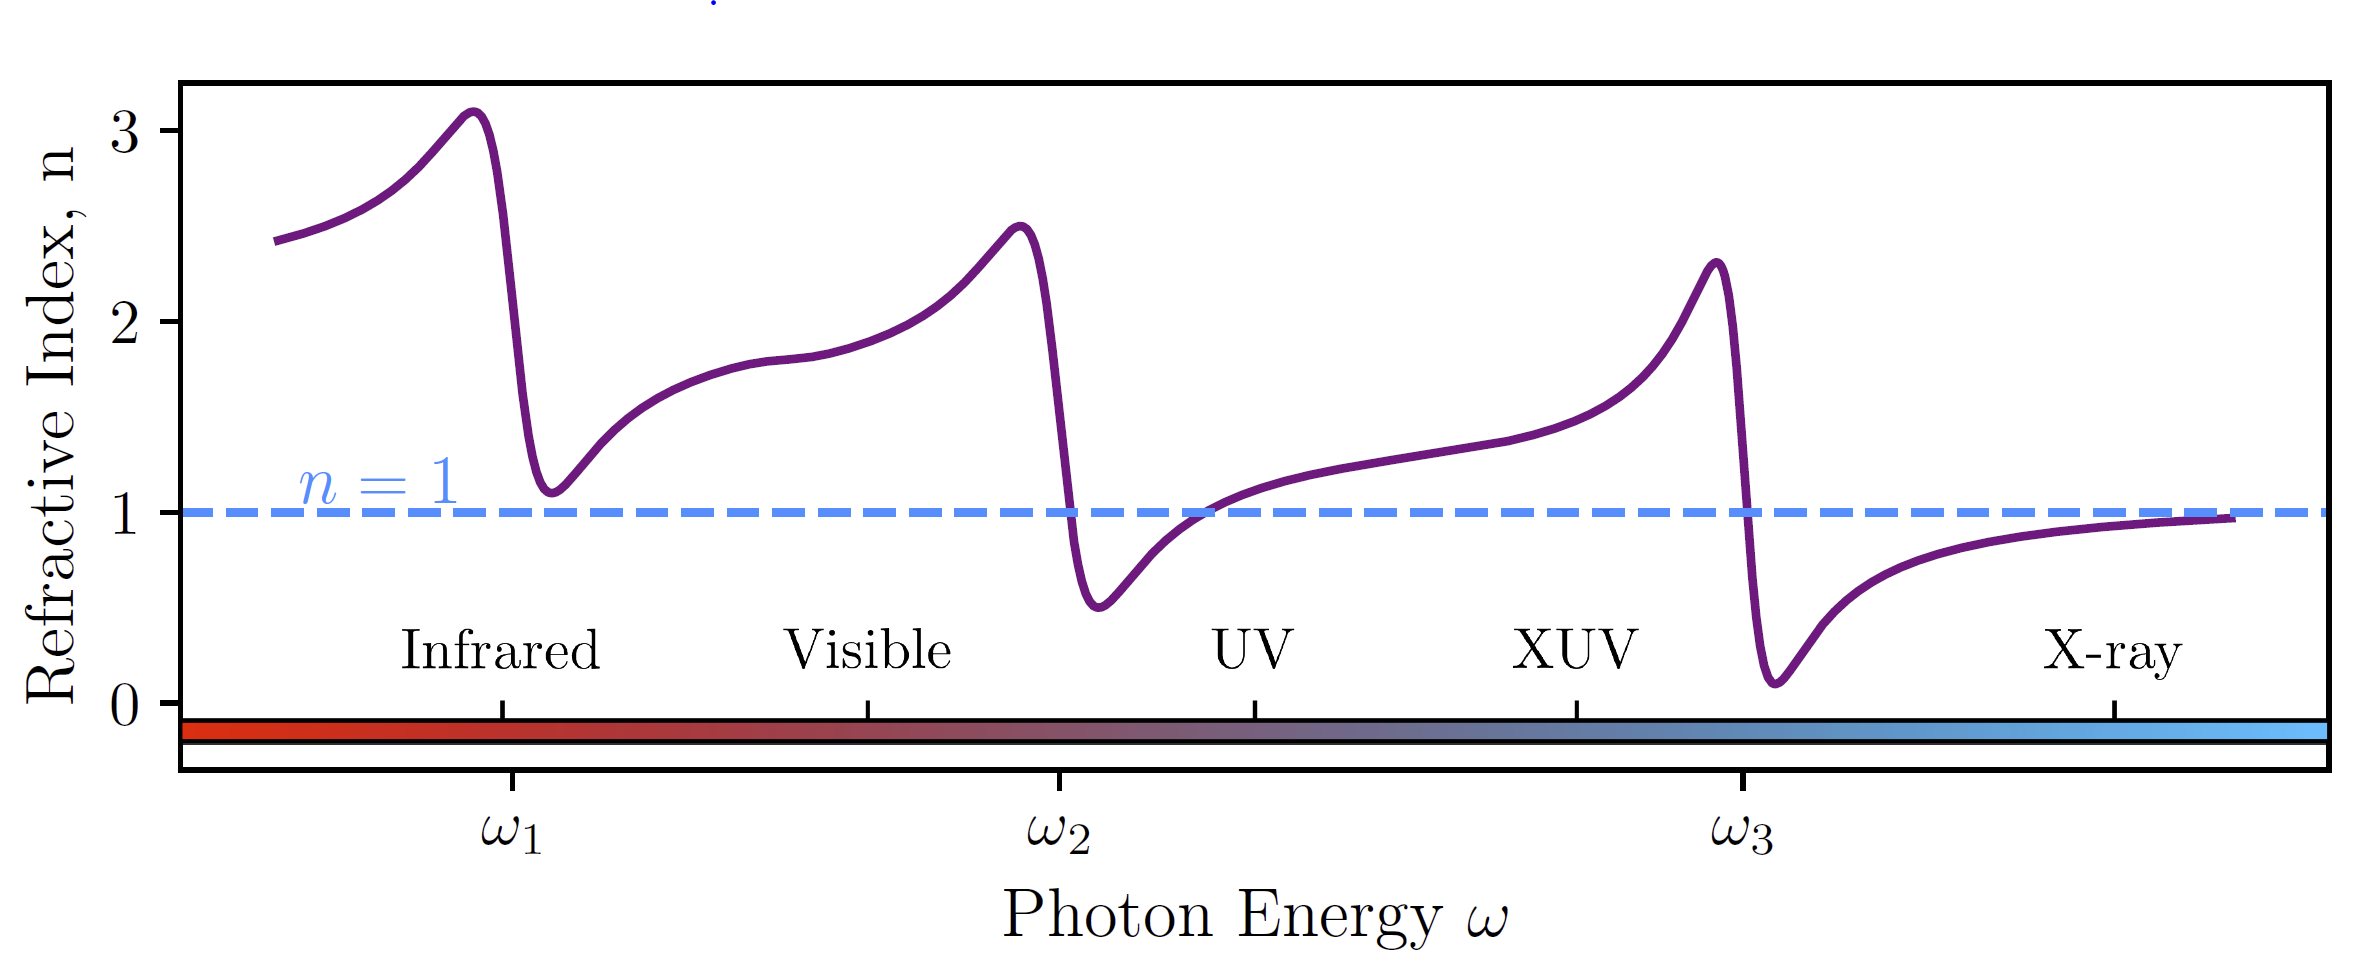 Refractive Index, n
3
2
1
0
n = 1
Infrared
Visible
UV
XUV
X-ray
ω₁
ω₂
ω₃
Photon Energy ω